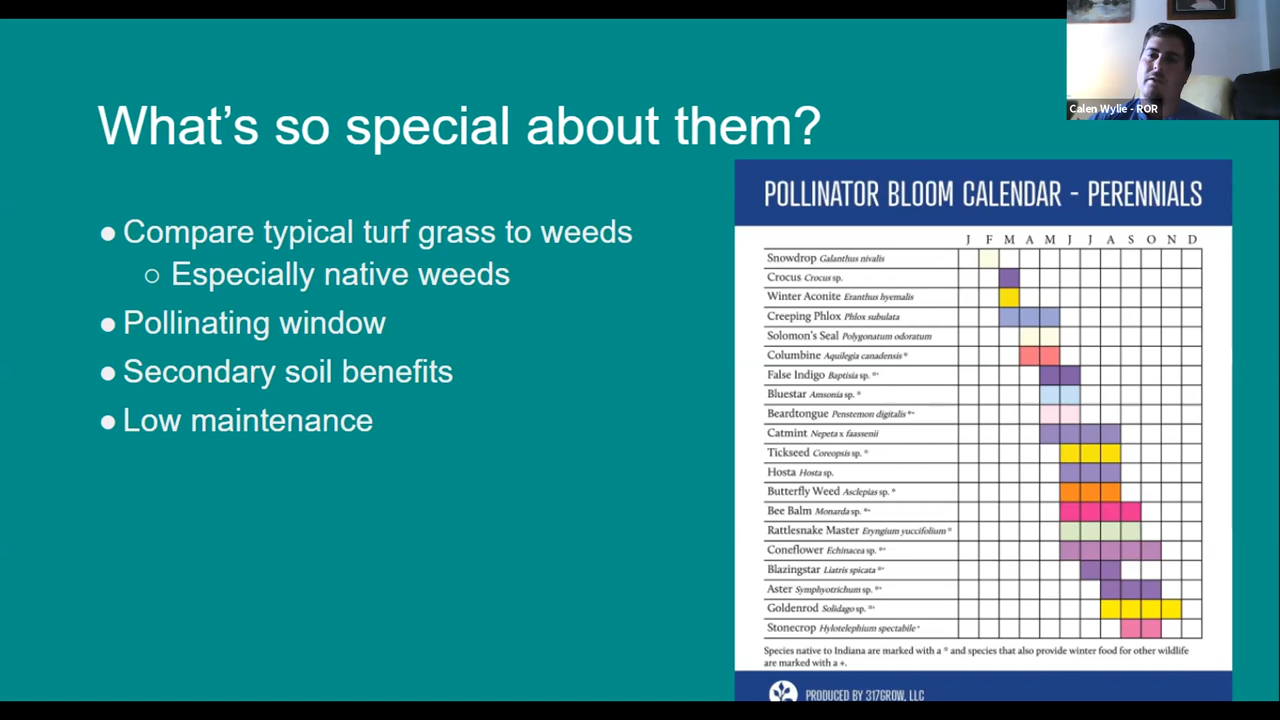 What's so special about them?
● Compare typical turf grass to weeds
○ Especially native weeds
● Pollinating window
● Secondary soil benefits
● Low maintenance
Calen Wylie - ROR
POLLINATOR BLOOM CALENDAR - PERENNIALS
J F M A M J J A S O N D
Snowdrop Galanthus nivalis
Crocus Crocus sp.
Winter Aconite Eranthus hyemalis
Creeping Phlox Phlox subulata
Solomon's Seal Polygonatum odoratum
Columbine Aquilegia canadensis *
False Indigo Baptisia sp. *+
Bluestar Amsonia sp. *
Beardtongue Penstemon digitalis *+
Catmint Nepeta x faassenii
Tickseed Coreopsis sp. *
Hosta Hosta sp.
Butterfly Weed Asclepias sp. *
Bee Balm Monarda sp. *+
Rattlesnake Master Eryngium yuccifolium *
Coneflower Echinacea sp. *+
Blazingstar Liatris spicata *+
Aster Symphyotrichum sp. *+
Goldenrod Solidago sp. *+
Stonecrop Hylotelephium spectabile +
Species native to Indiana are marked with a * and species that also provide winter food for other wildlife
are marked with a +.
PRODUCED BY 317GROW, LLC